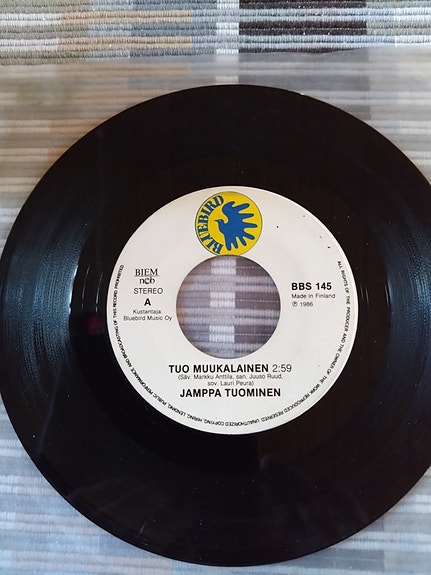 BLUEBIRD
BIEM
ncb
STEREO
A
Kustantaja:
Bluebird Music Oy
BBS 145
Made in Finland
℗ 1986
TUO MUUKALAINEN 2:59
(Säv. Markku Anttila, san. Juuso Ruud,
sov. Lauri Peura)
JAMPPA TUOMINEN
ALL RIGHTS OF THE PRODUCER AND THE OWNER OF THE WORK REPRODUCED RESERVED. UNAUTHORIZED COPYING, HIRING, LENDING, PUBLIC PERFORMANCE AND BROADCASTING OF THIS RECORD PROHIBITED